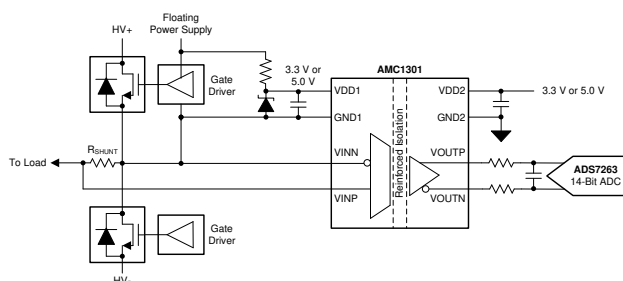 Floating
Power Supply
HV+
Gate
Driver
3.3 V or
5.0 V
AMC1301
VDD1
VDD2
3.3 V or 5.0 V
GND1
GND2
Reinforced Isolation
RSHUNT
To Load
VINN
VOUTP
ADS7263
14-Bit ADC
VINP
VOUTN
Gate
Driver
HV-